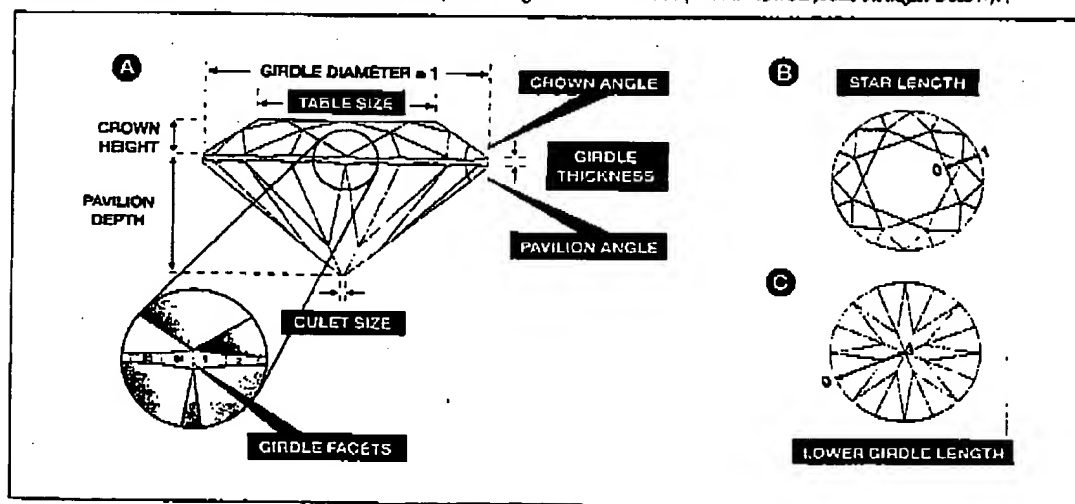 A
GIRDLE DIAMETER = 1
TABLE SIZE
CROWN ANGLE
CROWN
HEIGHT
GIRDLE
THICKNESS
PAVILION
DEPTH
PAVILION ANGLE
CULET SIZE
GIRDLE FACETS
B
STAR LENGTH
0
1
C
0
1
LOWER GIRDLE LENGTH